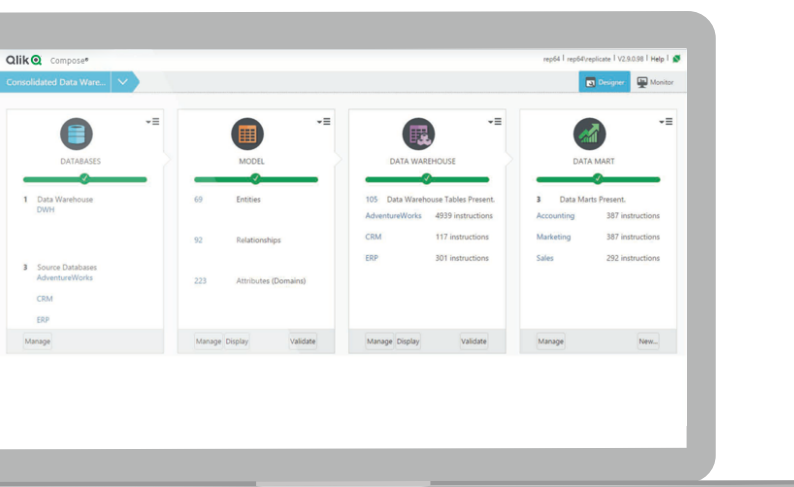 Qlik Compose®
rep64 | rep64\replicate | V2.9.0.98 | Help |
Consolidated Data Ware...
Designer
Monitor
DATABASES
1 Data Warehouse
DWH
3 Source Databases
AdventureWorks
CRM
ERP
Manage
MODEL
69 Entities
92 Relationships
223 Attributes (Domains)
Manage Display Validate
DATA WAREHOUSE
105 Data Warehouse Tables Present.
AdventureWorks 4939 instructions
CRM 117 instructions
ERP 301 instructions
Manage Display Validate
DATA MART
3 Data Marts Present.
Accounting 387 instructions
Marketing 387 instructions
Sales 292 instructions
Manage New...